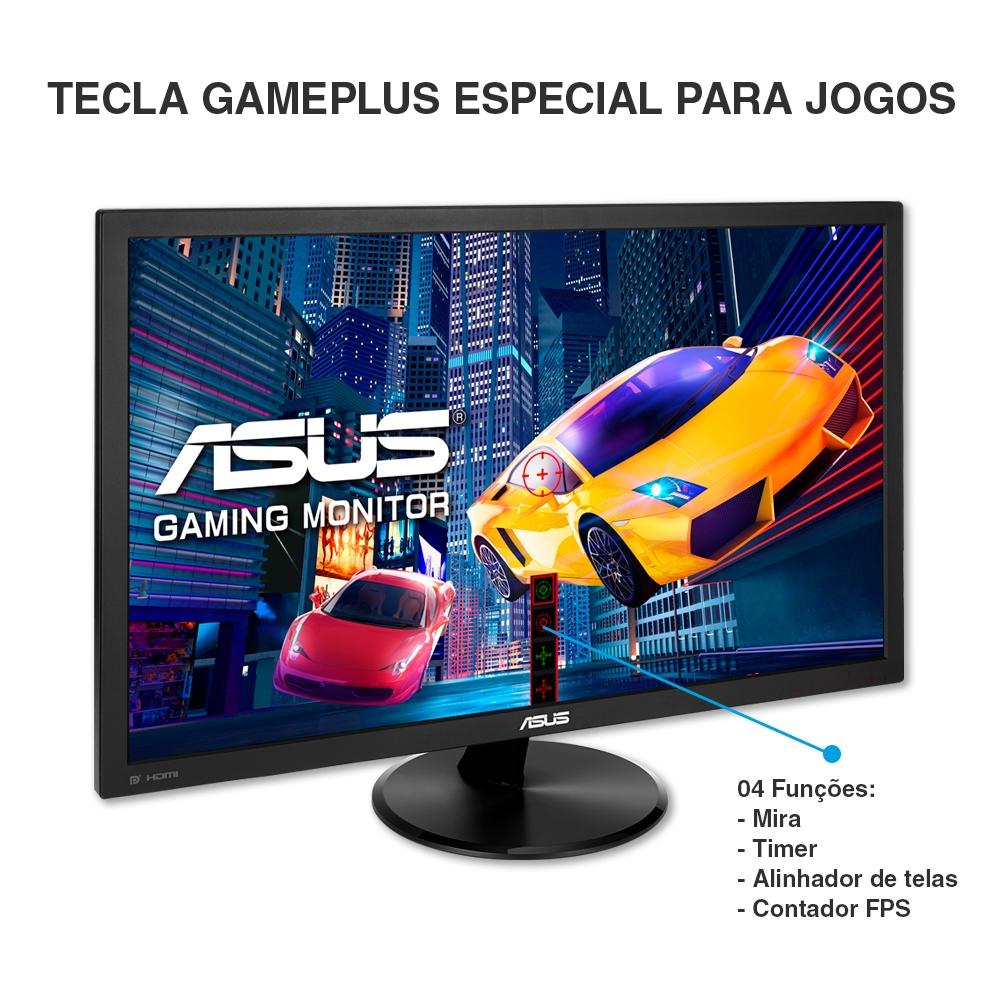 TECLA GAMEPLUS ESPECIAL PARA JOGOS
ASUS®
GAMING MONITOR
ASUS
HDMI
04 Funções:
- Mira
- Timer
- Alinhador de telas
- Contador FPS